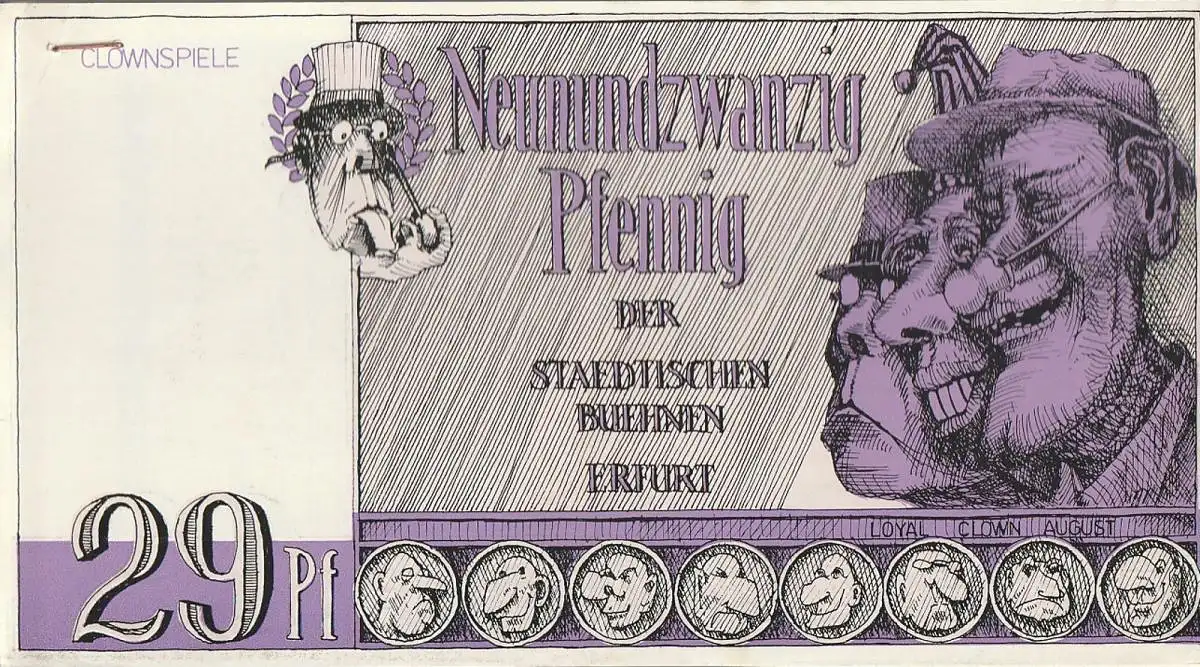 CLOWNSPIELE
Neunundzwanzig
Pfennig
DER
STAEDTISCHEN
BUEHNEN
ERFURT
LOYAL CLOWN AUGUST
29 Pf